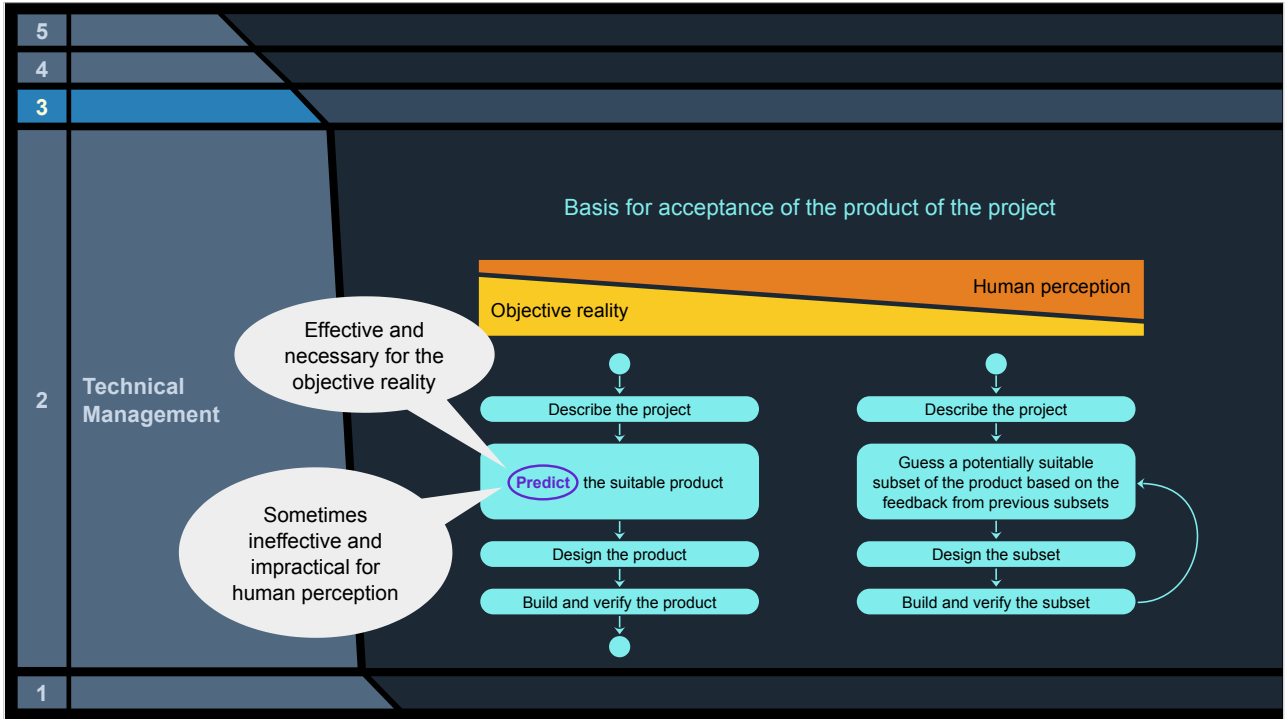 5
4
3
2
Technical
Management
1
Basis for acceptance of the product of the project
Human perception
Objective reality
Effective and
necessary for the
objective reality
Sometimes
ineffective and
impractical for
human perception
Describe the project
Predict the suitable product
Design the product
Build and verify the product
Describe the project
Guess a potentially suitable
subset of the product based on the
feedback from previous subsets
Design the subset
Build and verify the subset